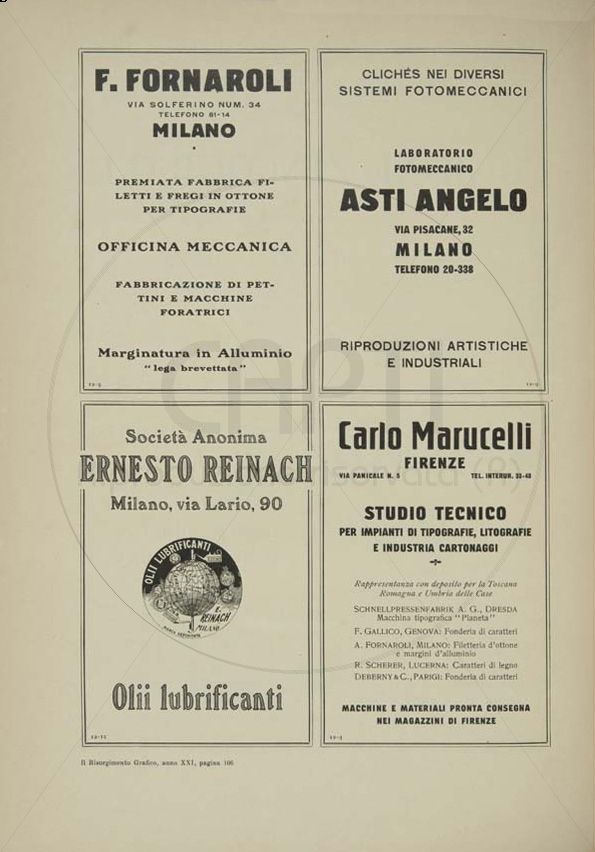 F. FORNAROLI
VIA SOLFERINO NUM. 34
TELEFONO 81-14
MILANO
PREMIATA FABBRICA FI-
LETTI E FREGI IN OTTONE
PER TIPOGRAFIE
OFFICINA MECCANICA
FABBRICAZIONE DI PET-
TINI E MACCHINE
FORATRICI
Marginatura in Alluminio
"lega brevettata"
12-5
CLICHÉS NEI DIVERSI
SISTEMI FOTOMECCANICI
LABORATORIO
FOTOMECCANICO
ASTI ANGELO
VIA PISACANE, 32
MILANO
TELEFONO 20-338
RIPRODUZIONI ARTISTICHE
E INDUSTRIALI
Società Anonima
ERNESTO REINACH
Milano, via Lario, 90
OLII LUBRIFICANTI
E.
REINACH
MILANO
Olii lubrificanti
Carlo Marucelli
FIRENZE
VIA PANICALE N. 5 TEL. INTERUR. 33-43
STUDIO TECNICO
PER IMPIANTI DI TIPOGRAFIE, LITOGRAFIE
E INDUSTRIA CARTONAGGI
Rappresentanza con deposito per la Toscana
Romagna e Umbria delle Case
SCHNELLPRESSENFABRIK A. G., DRESDA
Macchina tipografica "Planeta"
F. GALLICO, GENOVA: Fonderia di caratteri
A. FORNAROLI, MILANO: Filetteria d'ottone
e margini d'alluminio
R. SCHERER, LUCERNA: Caratteri di legno
DEBERNY & C., PARIGI: Fonderia di caratteri
MACCHINE E MATERIALI PRONTA CONSEGNA
NEI MAGAZZINI DI FIRENZE
Il Risorgimento Grafico, anno XXI, pagina 106